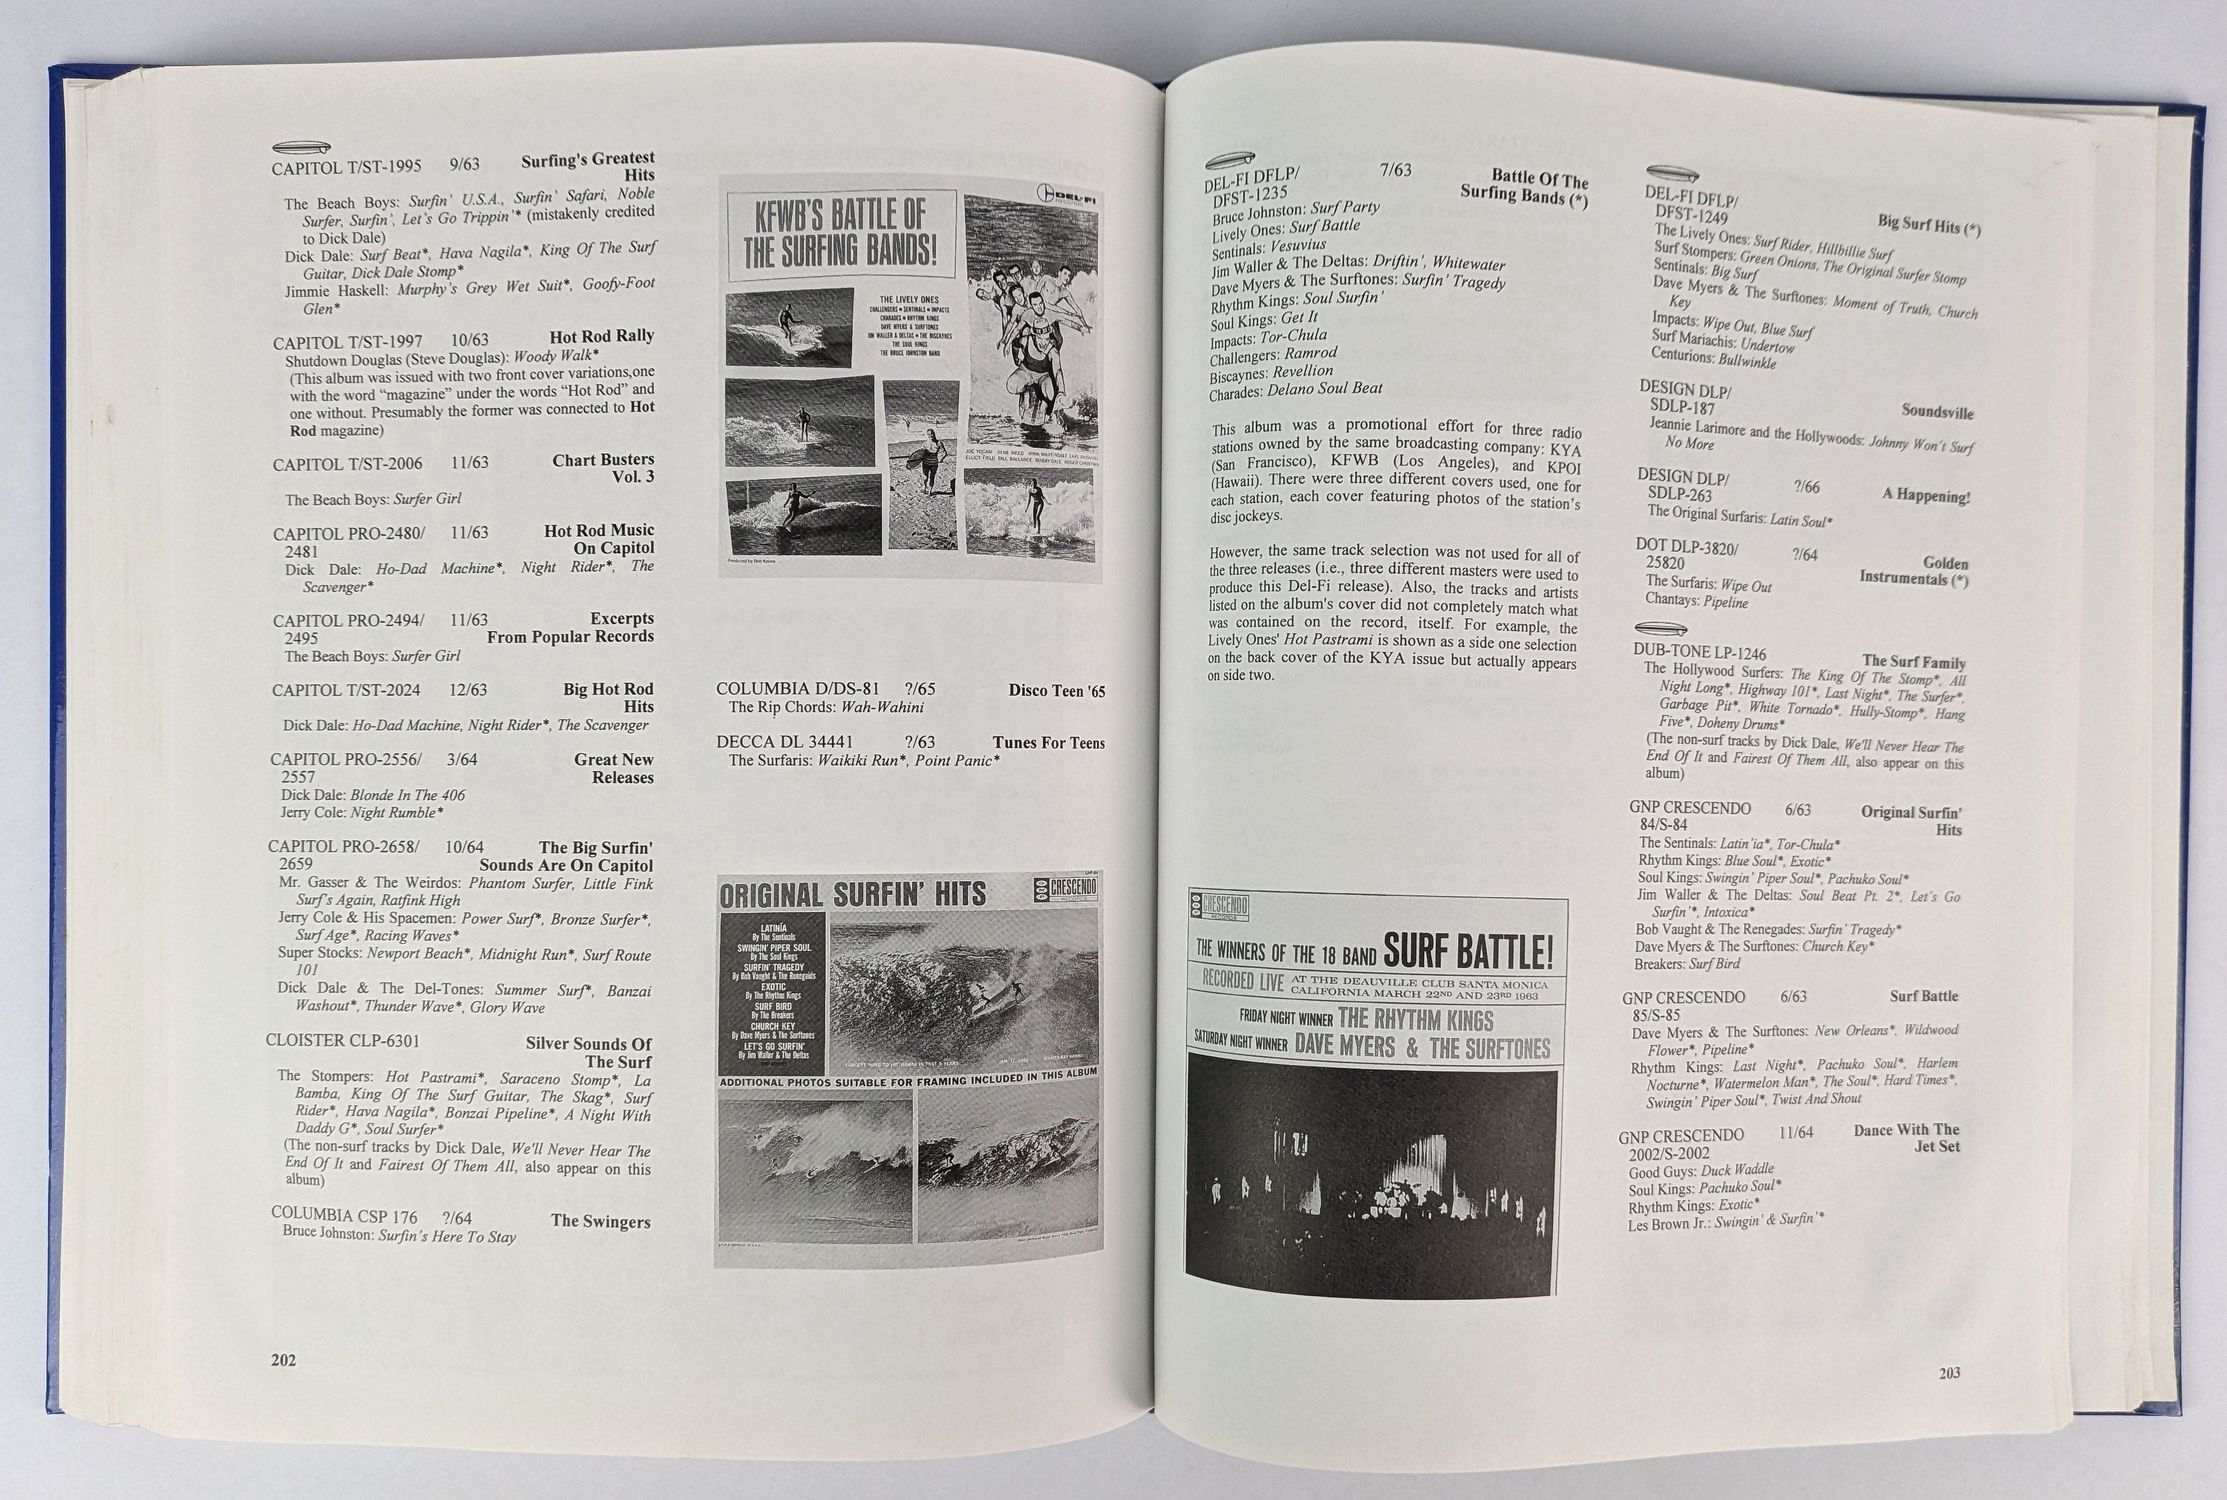 CAPITOL T/ST-1995 9/63 Surfing's Greatest
Hits
The Beach Boys: Surfin' U.S.A., Surfin' Safari, Noble
Surfer, Surfin', Let's Go Trippin'* (mistakenly credited
to Dick Dale)
Dick Dale: Surf Beat*, Hava Nagila*, King Of The Surf
Guitar, Dick Dale Stomp*
Jimmie Haskell: Murphy's Grey Wet Suit*, Goofy-Foot
Glen*
CAPITOL T/ST-1997 10/63 Hot Rod Rally
Shutdown Douglas (Steve Douglas): Woody Walk*
(This album was issued with two front cover variations,one
with the word “magazine” under the words “Hot Rod” and
one without. Presumably the former was connected to Hot
Rod magazine)
CAPITOL T/ST-2006 11/63 Chart Busters
Vol. 3
The Beach Boys: Surfer Girl
CAPITOL PRO-2480/ 11/63 Hot Rod Music
2481 On Capitol
Dick Dale: Ho-Dad Machine*, Night Rider*, The
Scavenger*
CAPITOL PRO-2494/ 11/63 Excerpts
2495 From Popular Records
The Beach Boys: Surfer Girl
CAPITOL T/ST-2024 12/63 Big Hot Rod
Hits
Dick Dale: Ho-Dad Machine, Night Rider*, The Scavenger
CAPITOL PRO-2556/ 3/64 Great New
2557 Releases
Dick Dale: Blonde In The 406
Jerry Cole: Night Rumble*
CAPITOL PRO-2658/ 10/64 The Big Surfin'
2659 Sounds Are On Capitol
Mr. Gasser & The Weirdos: Phantom Surfer, Little Fink
Surf's Again, Ratfink High
Jerry Cole & His Spacemen: Power Surf*, Bronze Surfer*,
Surf Age*, Racing Waves*
Super Stocks: Newport Beach*, Midnight Run*, Surf Route
101
Dick Dale & The Del-Tones: Summer Surf*, Banzai
Washout*, Thunder Wave*, Glory Wave
CLOISTER CLP-6301 Silver Sounds Of
The Surf
The Stompers: Hot Pastrami*, Saraceno Stomp*, La
Bamba, King Of The Surf Guitar, The Skag*, Surf
Rider*, Hava Nagila*, Bonzai Pipeline*, A Night With
Daddy G*, Soul Surfer*
(The non-surf tracks by Dick Dale, We'll Never Hear The
End Of It and Fairest Of Them All, also appear on this
album)
COLUMBIA CSP 176 ?/64 The Swingers
Bruce Johnston: Surfin's Here To Stay
202
DEL-FI
RECORDS
KFWB'S BATTLE OF
THE SURFING BANDS!
THE LIVELY ONES
CHALLENGERS • SENTINALS • IMPACTS
CHARADES • RHYTHM KINGS
DAVE MYERS & SURFTONES
JIM WALLER & DELTAS • THE BISCAYNES
THE SOUL KINGS
THE BRUCE JOHNSTON BAND
Produced by Bob Keene
COLUMBIA D/DS-81 ?/65 Disco Teen '65
The Rip Chords: Wah-Wahini
DECCA DL 34441 ?/63 Tunes For Teens
The Surfaris: Waikiki Run*, Point Panic*
ORIGINAL SURFIN' HITS
CRESCENDO
RECORDS
LATINÍA
By The Sentinals
SWINGIN' PIPER SOUL
By The Soul Kings
SURFIN' TRAGEDY
By Bob Vaught & The Renegaids
EXOTIC
By The Rhythm Kings
SURF BIRD
By The Breakers
CHURCH KEY
By Dave Myers & The Surftones
LET'S GO SURFIN'
By Jim Waller & The Deltas
ADDITIONAL PHOTOS SUITABLE FOR FRAMING INCLUDED IN THIS ALBUM
DEL-FI DFLP/ 7/63 Battle Of The
DFST-1235 Surfing Bands (*)
Bruce Johnston: Surf Party
Lively Ones: Surf Battle
Sentinals: Vesuvius
Jim Waller & The Deltas: Driftin', Whitewater
Dave Myers & The Surftones: Surfin' Tragedy
Rhythm Kings: Soul Surfin'
Soul Kings: Get It
Impacts: Tor-Chula
Challengers: Ramrod
Biscaynes: Revellion
Charades: Delano Soul Beat
This album was a promotional effort for three radio
stations owned by the same broadcasting company: KYA
(San Francisco), KFWB (Los Angeles), and KPOI
(Hawaii). There were three different covers used, one for
each station, each cover featuring photos of the station's
disc jockeys.
However, the same track selection was not used for all of
the three releases (i.e., three different masters were used to
produce this Del-Fi release). Also, the tracks and artists
listed on the album's cover did not completely match what
was contained on the record, itself. For example, the
Lively Ones' Hot Pastrami is shown as a side one selection
on the back cover of the KYA issue but actually appears
on side two.
CRESCENDO
RECORDS
THE WINNERS OF THE 18 BAND SURF BATTLE!
RECORDED LIVE AT THE DEAUVILLE CLUB SANTA MONICA
CALIFORNIA MARCH 22ND AND 23RD 1963
FRIDAY NIGHT WINNER THE RHYTHM KINGS
SATURDAY NIGHT WINNER DAVE MYERS & THE SURFTONES
DEL-FI DFLP/
DFST-1249 Big Surf Hits (*)
The Lively Ones: Surf Rider, Hillbillie Surf
Surf Stompers: Green Onions, The Original Surfer Stomp
Sentinals: Big Surf
Dave Myers & The Surftones: Moment of Truth, Church
Key
Impacts: Wipe Out, Blue Surf
Surf Mariachis: Undertow
Centurions: Bullwinkle
DESIGN DLP/
SDLP-187 Soundsville
Jeannie Larimore and the Hollywoods: Johnny Won't Surf
No More
DESIGN DLP/ ?/66 A Happening!
SDLP-263
The Original Surfaris: Latin Soul*
DOT DLP-3820/ ?/64 Golden
25820 Instrumentals (*)
The Surfaris: Wipe Out
Chantays: Pipeline
DUB-TONE LP-1246 The Surf Family
The Hollywood Surfers: The King Of The Stomp*, All
Night Long*, Highway 101*, Last Night*, The Surfer*,
Garbage Pit*, White Tornado*, Hully-Stomp*, Hang
Five*, Doheny Drums*
(The non-surf tracks by Dick Dale, We'll Never Hear The
End Of It and Fairest Of Them All, also appear on this
album)
GNP CRESCENDO 6/63 Original Surfin'
84/S-84 Hits
The Sentinals: Latin'ia*, Tor-Chula*
Rhythm Kings: Blue Soul*, Exotic*
Soul Kings: Swingin' Piper Soul*, Pachuko Soul*
Jim Waller & The Deltas: Soul Beat Pt. 2*, Let's Go
Surfin'*, Intoxica*
Bob Vaught & The Renegades: Surfin' Tragedy*
Dave Myers & The Surftones: Church Key*
Breakers: Surf Bird
GNP CRESCENDO 6/63 Surf Battle
85/S-85
Dave Myers & The Surftones: New Orleans*, Wildwood
Flower*, Pipeline*
Rhythm Kings: Last Night*, Pachuko Soul*, Harlem
Nocturne*, Watermelon Man*, The Soul*, Hard Times*,
Swingin' Piper Soul*, Twist And Shout
GNP CRESCENDO 11/64 Dance With The
2002/S-2002 Jet Set
Good Guys: Duck Waddle
Soul Kings: Pachuko Soul*
Rhythm Kings: Exotic*
Les Brown Jr.: Swingin' & Surfin'*
203